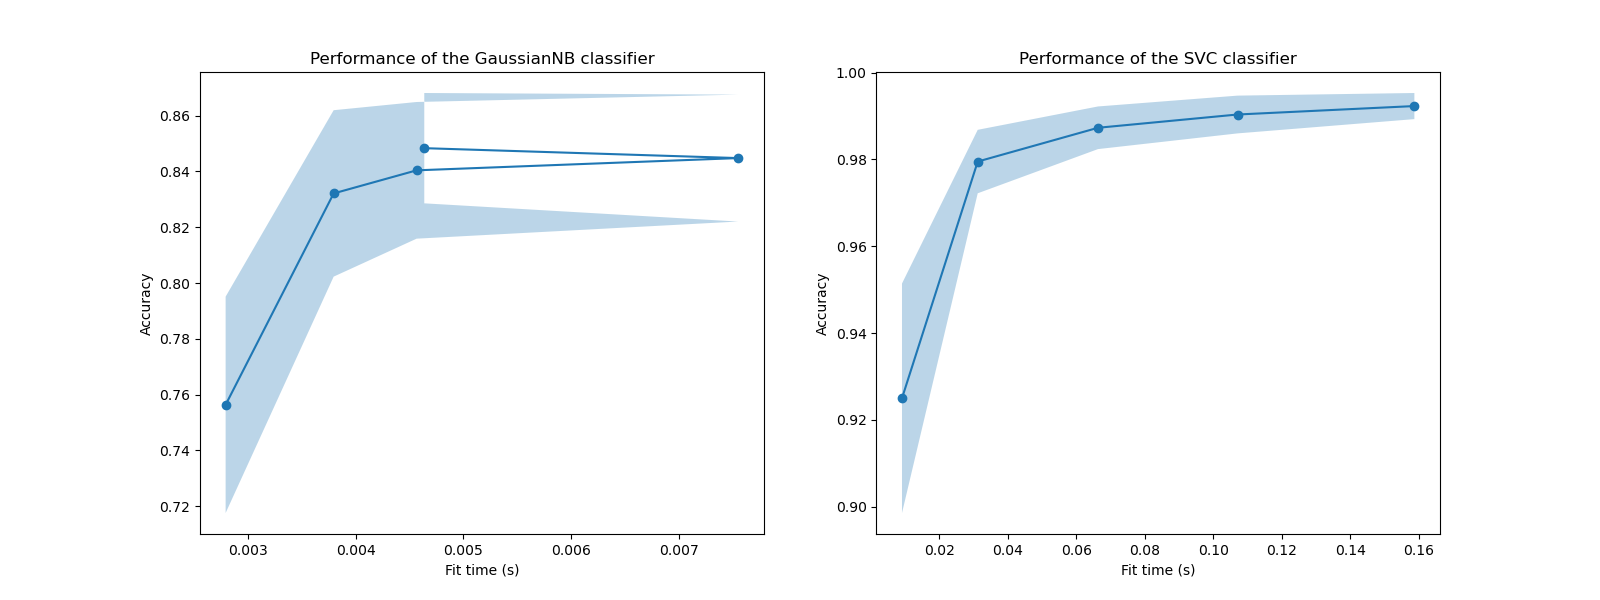 Performance of the GaussianNB classifier
Accuracy
0.86
0.84
0.82
0.80
0.78
0.76
0.74
0.72
0.003 0.004 0.005 0.006 0.007
Fit time (s)
Performance of the SVC classifier
Accuracy
1.00
0.98
0.96
0.94
0.92
0.90
0.02 0.04 0.06 0.08 0.10 0.12 0.14 0.16
Fit time (s)